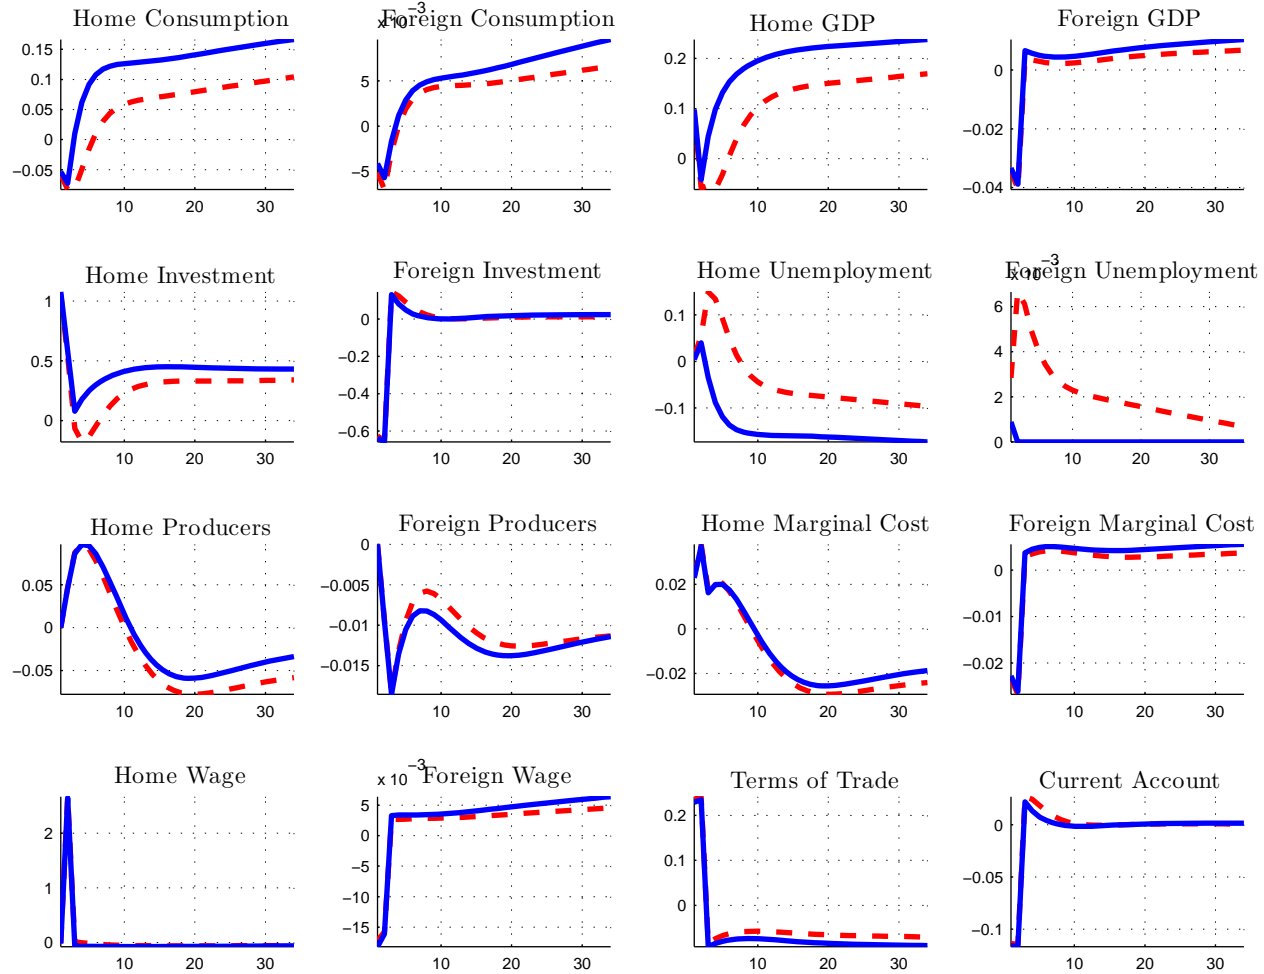 Home Consumption
0.15
0.1
0.05
0
−0.05
10 20 30
Foreign Consumption
x 10−3
5
0
−5
10 20 30
Home GDP
0.2
0.1
0
10 20 30
Foreign GDP
0
−0.02
−0.04
10 20 30
Home Investment
1
0.5
0
10 20 30
Foreign Investment
0
−0.2
−0.4
−0.6
10 20 30
Home Unemployment
0.1
0
−0.1
10 20 30
Foreign Unemployment
x 10−3
6
4
2
0
10 20 30
Home Producers
0.05
0
−0.05
10 20 30
Foreign Producers
0
−0.005
−0.01
−0.015
10 20 30
Home Marginal Cost
0.02
0
−0.02
10 20 30
Foreign Marginal Cost
0
−0.01
−0.02
10 20 30
Home Wage
2
1
0
10 20 30
Foreign Wage
x 10−3
5
0
−5
−10
−15
10 20 30
Terms of Trade
0.2
0.1
0
10 20 30
Current Account
0
−0.05
−0.1
10 20 30